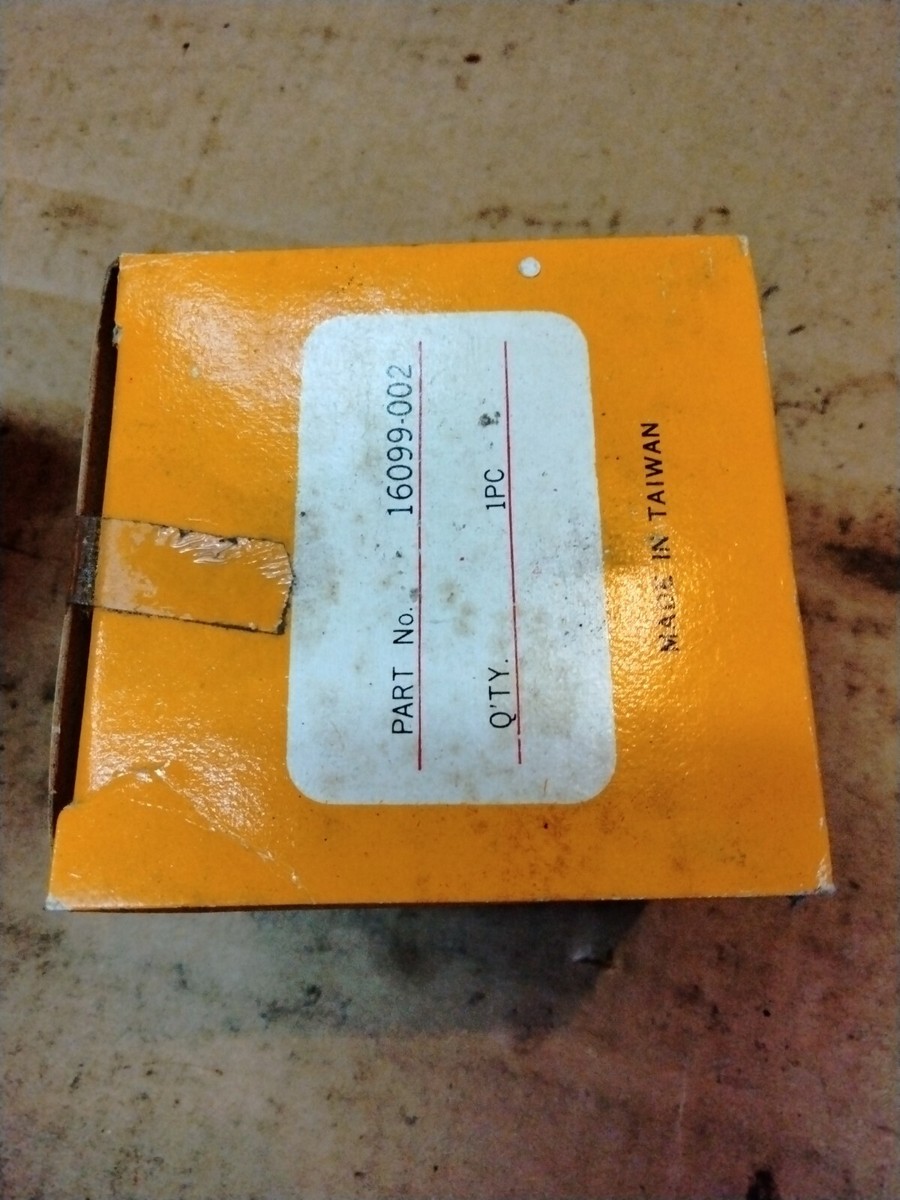 PART No. 16099-002
Q'TY. 1PC
MADE IN TAIWAN